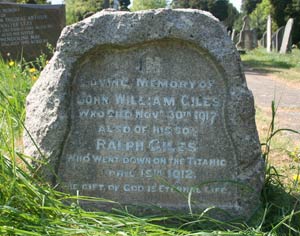 IN
LOVING MEMORY OF
JOHN WILLIAM GILES
WHO DIED NOVR 30TH 1917
ALSO OF HIS SON
RALPH GILES
WHO WENT DOWN ON THE TITANIC
APRIL 15TH 1912.
THE GIFT OF GOD IS ETERNAL LIFE.